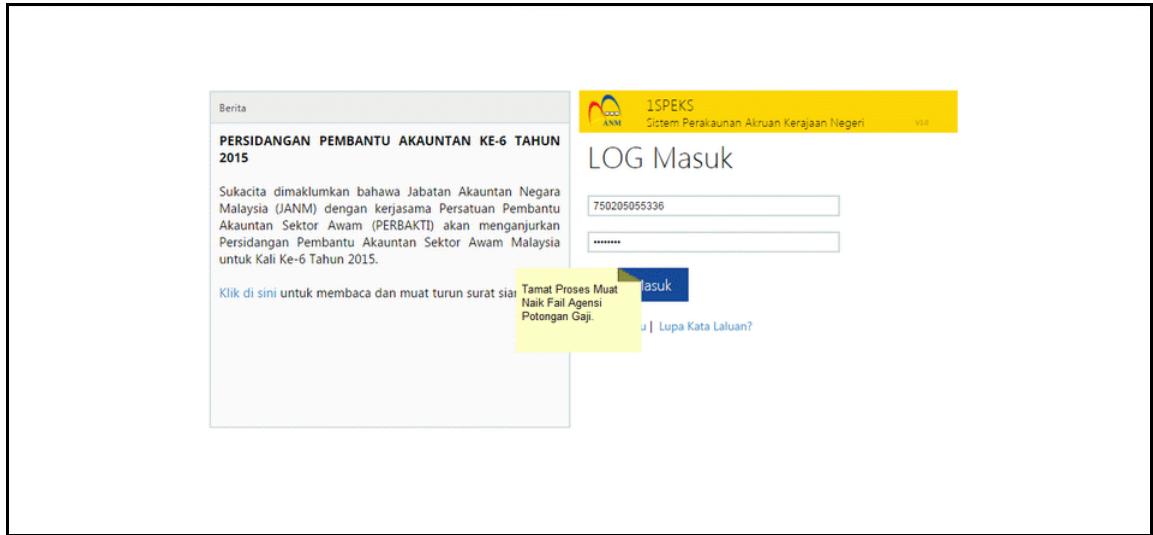 Berita
PERSIDANGAN PEMBANTU AKAUNTAN KE-6 TAHUN
2015
Sukacita dimaklumkan bahawa Jabatan Akauntan Negara
Malaysia (JANM) dengan kerjasama Persatuan Pembantu
Akauntan Sektor Awam (PERBAKTI) akan menganjurkan
Persidangan Pembantu Akauntan Sektor Awam Malaysia
untuk Kali Ke-6 Tahun 2015.
Klik di sini untuk membaca dan muat turun surat
ANM
1SPEKS
Sistem Perakaunan Akruan Kerajaan Negeri
V1.0
LOG Masuk
750205055336
••••••••
Tamat Proses Muat
Naik Fail Agensi
Potongan Gaji.
| Lupa Kata Laluan?